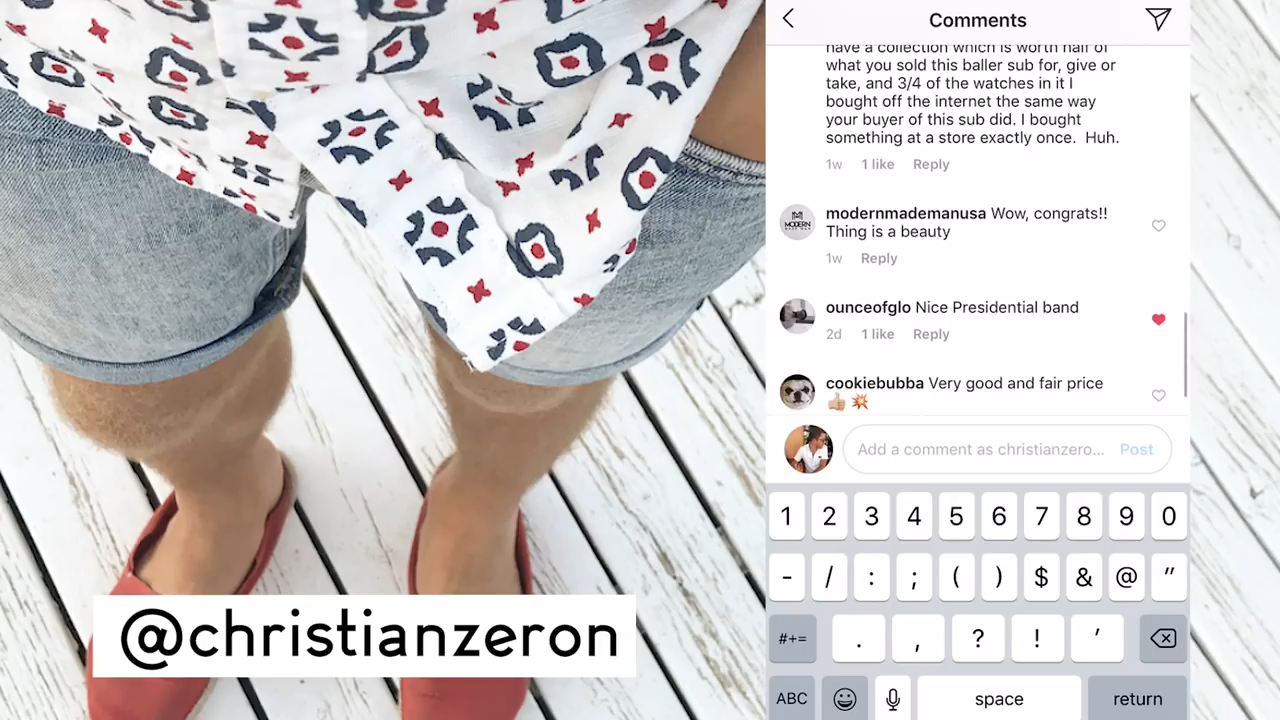 Comments
have a collection which is worth half of
what you sold this baller sub for, give or
take, and 3/4 of the watches in it I
bought off the internet the same way
your buyer of this sub did. I bought
something at a store exactly once. Huh.
1w 1 like Reply
MODERN
modernmademanusa Wow, congrats!!
Thing is a beauty
1w Reply
ounceofglo Nice Presidential band
2d 1 like Reply
cookiebubba Very good and fair price
👍🏼 💥
Add a comment as christianzero... Post
1 2 3 4 5 6 7 8 9 0
- / : ; ( ) $ & @ "
#+= . , ? ! '
ABC space return
@christianzeron